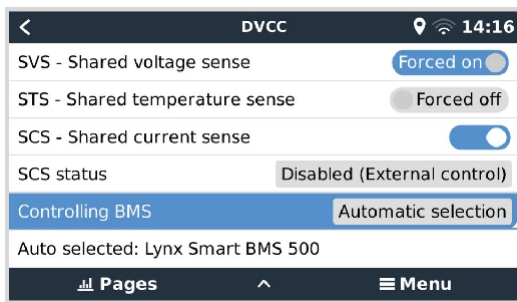 DVCC 14:16
SVS - Shared voltage sense Forced on
STS - Shared temperature sense Forced off
SCS - Shared current sense
SCS status Disabled (External control)
Controlling BMS Automatic selection
Auto selected: Lynx Smart BMS 500
Pages Menu